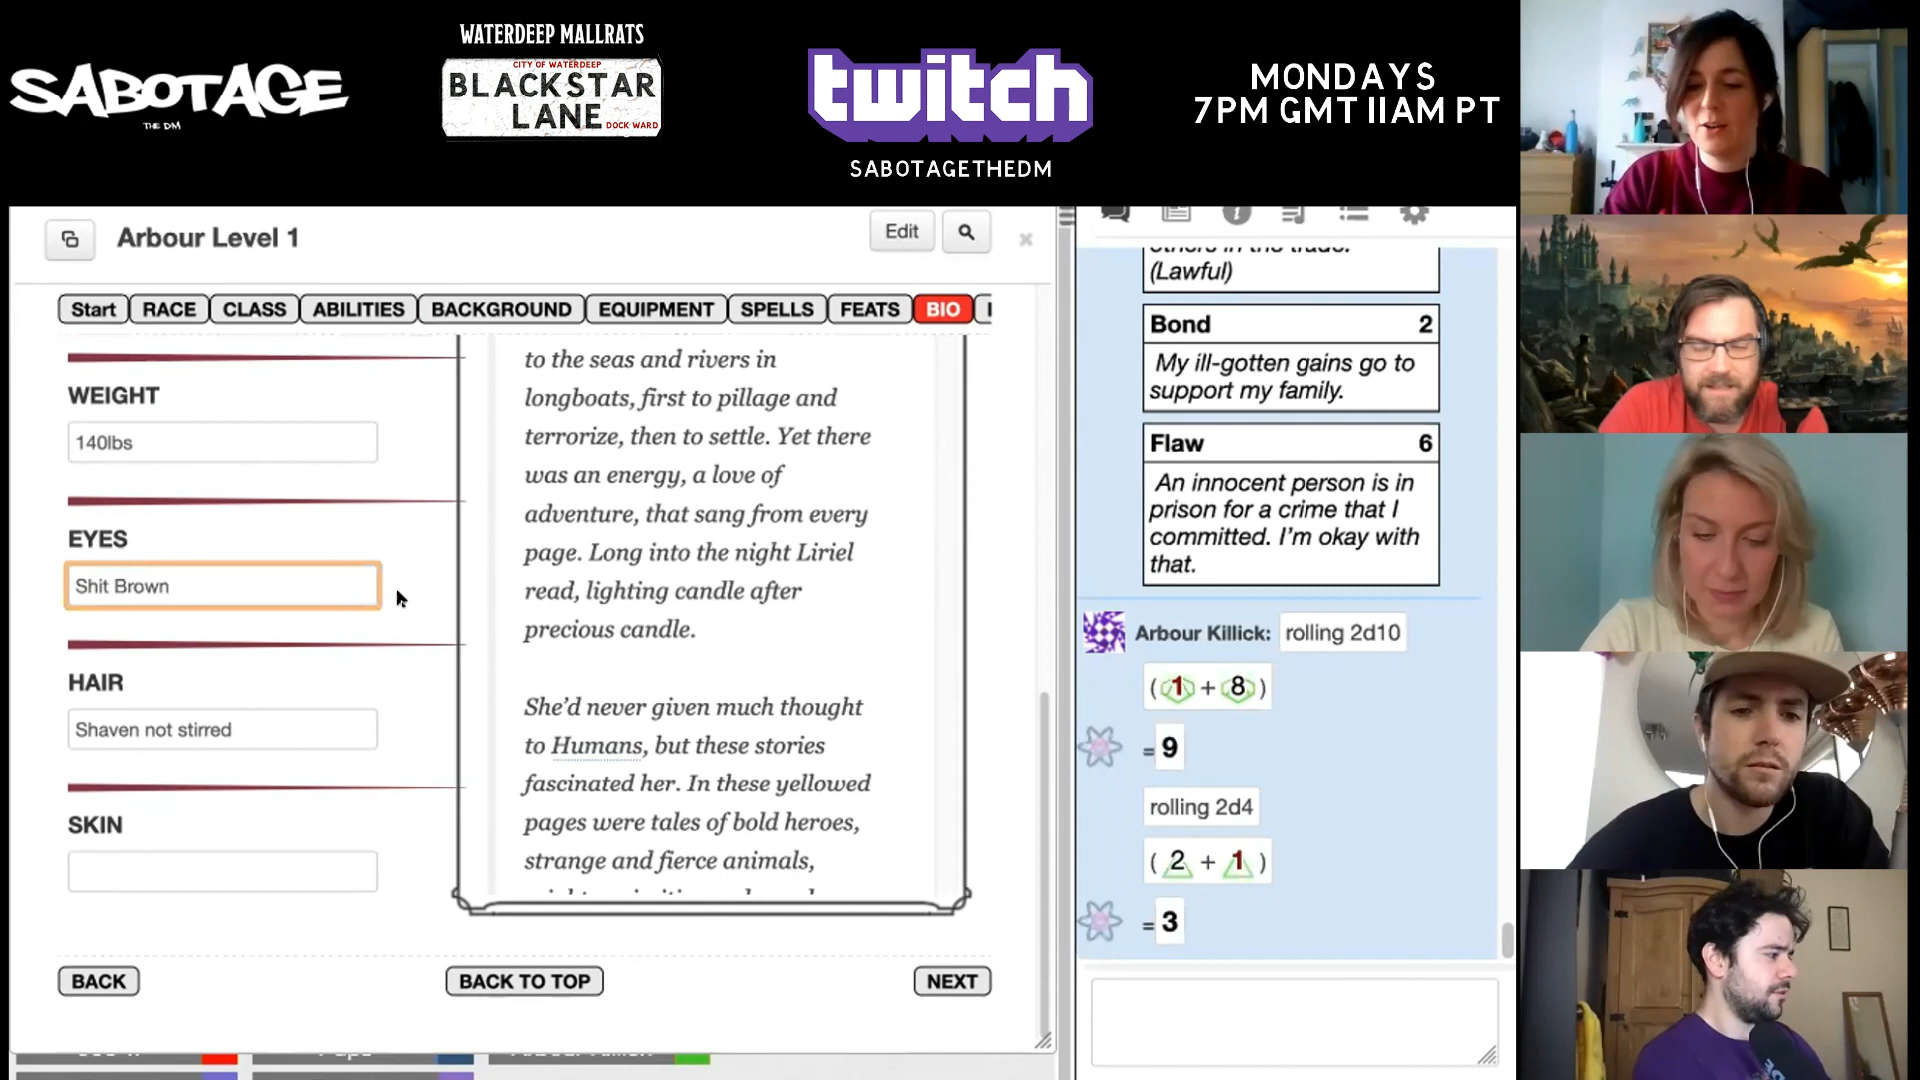 SABOTAGE
THE DM
WATERDEEP MALLRATS
CITY OF WATERDEEP
BLACKSTAR
LANE
DOCK WARD
twitch
SABOTAGETHEDM
MONDAYS
7PM GMT 11AM PT
Arbour Level 1
Edit
Start RACE CLASS ABILITIES BACKGROUND EQUIPMENT SPELLS FEATS BIO
WEIGHT
140lbs
EYES
Shit Brown
HAIR
Shaven not stirred
SKIN
to the seas and rivers in
longboats, first to pillage and
terrorize, then to settle. Yet there
was an energy, a love of
adventure, that sang from every
page. Long into the night Liriel
read, lighting candle after
precious candle.
She'd never given much thought
to Humans, but these stories
fascinated her. In these yellowed
pages were tales of bold heroes,
strange and fierce animals,
BACK
BACK TO TOP
NEXT
others in the trade.
(Lawful)
Bond 2
My ill-gotten gains go to
support my family.
Flaw 6
An innocent person is in
prison for a crime that I
committed. I'm okay with
that.
Arbour Killick: rolling 2d10
(1+8)
=9
rolling 2d4
(2+1)
=3